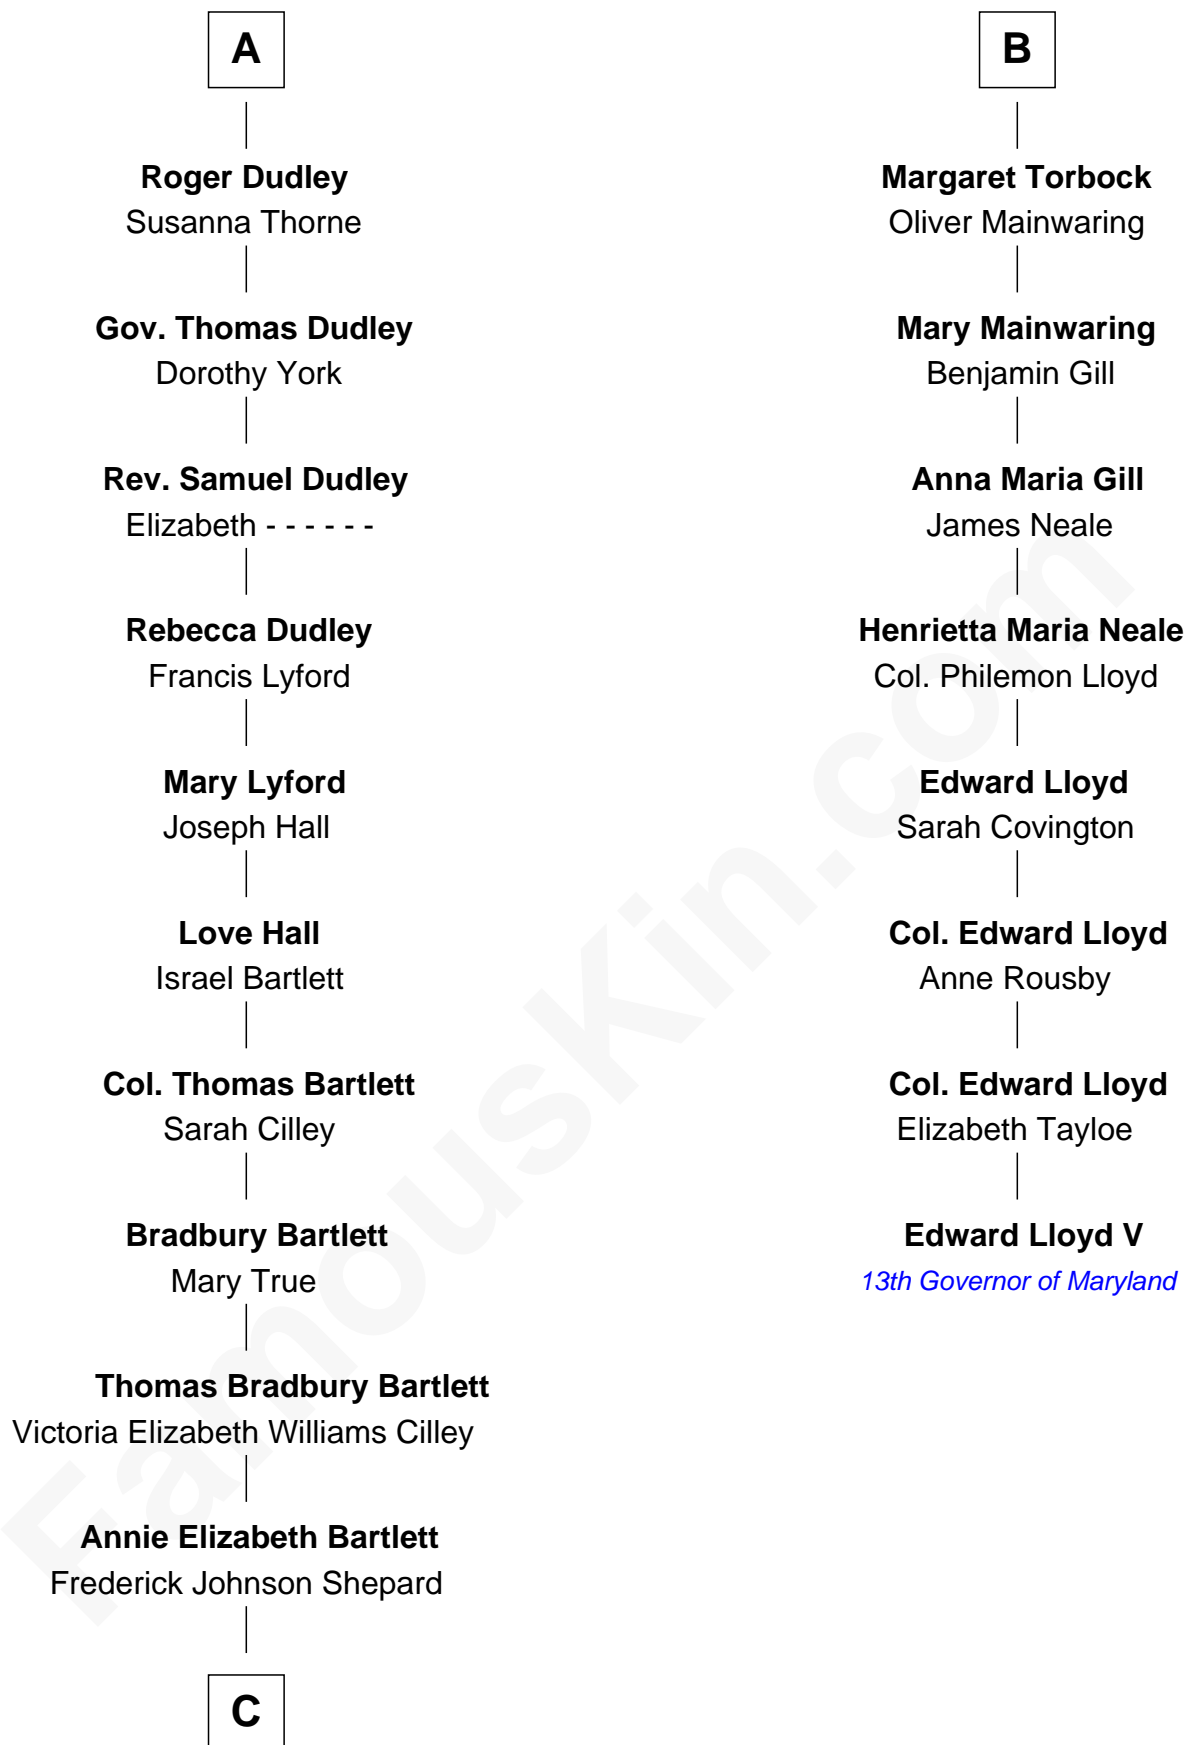 A
Roger Dudley
Susanna Thorne
Gov. Thomas Dudley
Dorothy York
Rev. Samuel Dudley
Elizabeth - - - - - -
Rebecca Dudley
Francis Lyford
Mary Lyford
Joseph Hall
Love Hall
Israel Bartlett
Col. Thomas Bartlett
Sarah Cilley
Bradbury Bartlett
Mary True
Thomas Bradbury Bartlett
Victoria Elizabeth Williams Cilley
Annie Elizabeth Bartlett
Frederick Johnson Shepard
C
B
Margaret Torbock
Oliver Mainwaring
Mary Mainwaring
Benjamin Gill
Anna Maria Gill
James Neale
Henrietta Maria Neale
Col. Philemon Lloyd
Edward Lloyd
Sarah Covington
Col. Edward Lloyd
Anne Rousby
Col. Edward Lloyd
Elizabeth Tayloe
Edward Lloyd V
13th Governor of Maryland
FamousKin.com